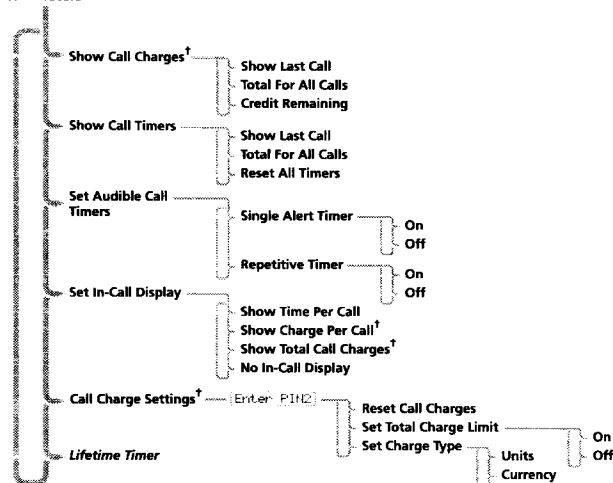 Show Call Charges†
Show Last Call
Total For All Calls
Credit Remaining
Show Call Timers
Show Last Call
Total For All Calls
Reset All Timers
Set Audible Call
Timers
Single Alert Timer
On
Off
Repetitive Timer
On
Off
Set In-Call Display
Show Time Per Call
Show Charge Per Call†
Show Total Call Charges†
No In-Call Display
Call Charge Settings†
Enter PIN2
Reset Call Charges
Set Total Charge Limit
On
Off
Set Charge Type
Units
Currency
Lifetime Timer